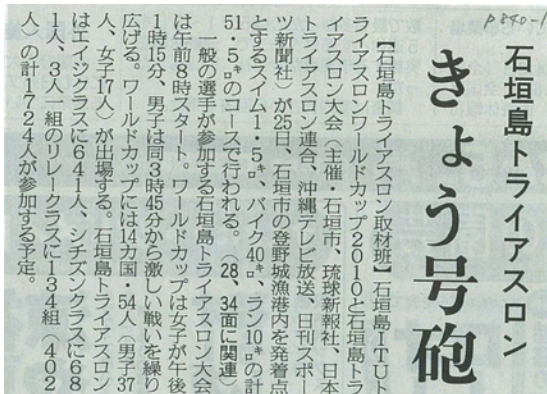 p840-1
石垣島トライアスロン
きょう号砲
【石垣島トライアスロン取材班】石垣島ITUト
ライアスロンワールドカップ2010と石垣島トラ
イアスロン大会（主催・石垣市、琉球新報社、日本
トライアスロン連合、沖縄テレビ放送、日刊スポー
ツ新聞社）が25日、石垣市の登野城漁港内を発着点
とするスイム1・5㌔、バイク40㌔、ラン10㌔の計
51・5㌔のコースで行われる。（28、34面に関連）
一般の選手が参加する石垣島トライアスロン大会
は午前8時スタート。ワールドカップは女子が午後
1時15分、男子は同3時45分から激しい戦いを繰り
広げる。ワールドカップには14カ国・54人（男子37
人、女子17人）が出場する。石垣島トライアスロン
はエイジクラスに641人、シチズンクラスに68
1人、3人一組のリレークラスに134組（402
人）の計1724人が参加する予定。